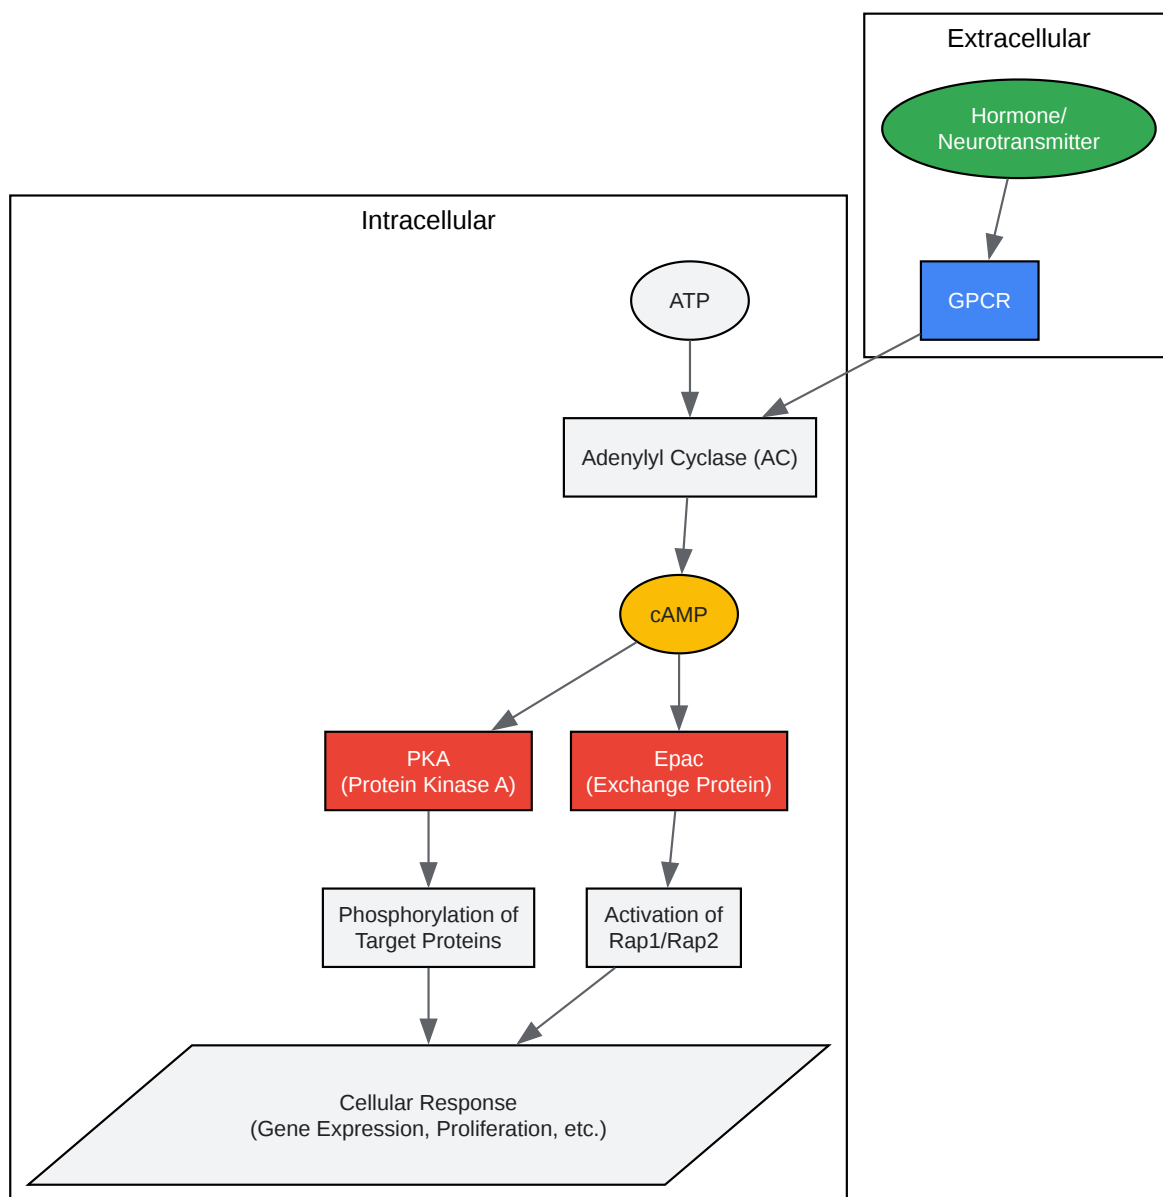 Extracellular
Hormone/
Neurotransmitter
GPCR
Intracellular
ATP
Adenylyl Cyclase (AC)
cAMP
PKA
(Protein Kinase A)
Epac
(Exchange Protein)
Phosphorylation of
Target Proteins
Activation of
Rap1/Rap2
Cellular Response
(Gene Expression, Proliferation, etc.)